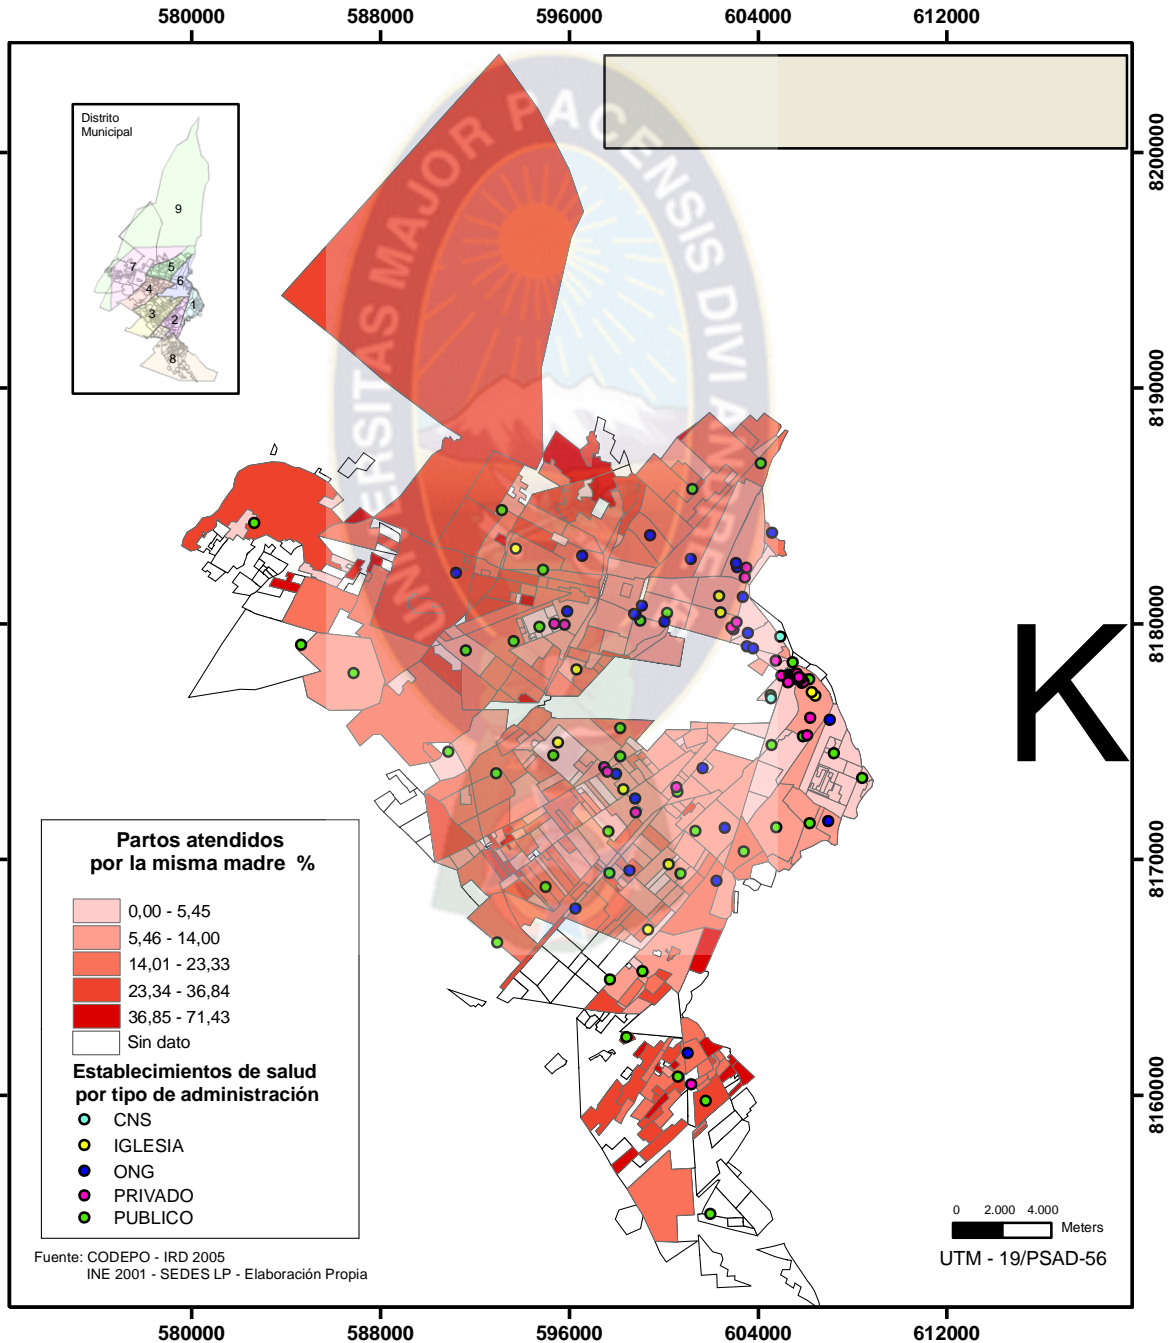 580000 588000 596000 604000 612000
8200000
8190000
8180000
8170000
8160000
Distrito
Municipal
9
7
5
6
4
1
3
2
8
UNIVERSITAS MAJOR PACENSIS DIVI ANDREAE
K
Partos atendidos
por la misma madre %
0,00 - 5,45
5,46 - 14,00
14,01 - 23,33
23,34 - 36,84
36,85 - 71,43
Sin dato
Establecimientos de salud
por tipo de administración
CNS
IGLESIA
ONG
PRIVADO
PUBLICO
Fuente: CODEPO - IRD 2005
INE 2001 - SEDES LP - Elaboración Propia
0 2.000 4.000
Meters
UTM - 19/PSAD-56
580000 588000 596000 604000 612000